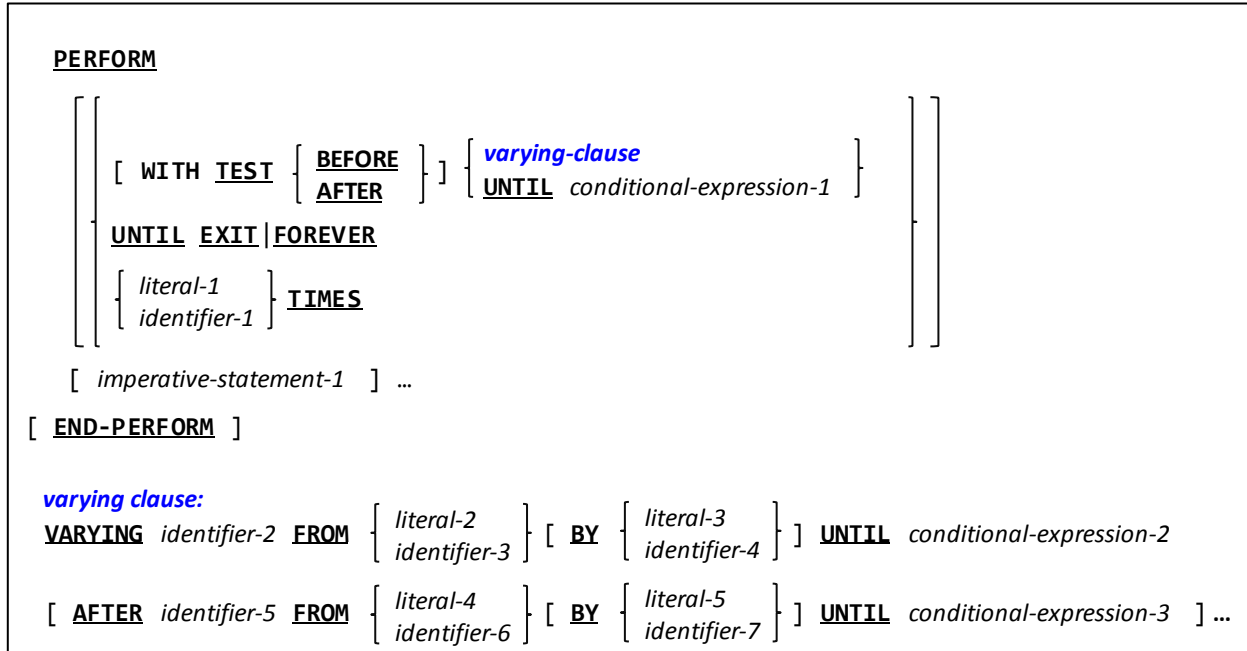 PERFORM
[ WITH TEST { BEFORE
AFTER } ] { varying-clause
UNTIL conditional-expression-1 }
UNTIL EXIT|FOREVER
{ literal-1
identifier-1 } TIMES
[ imperative-statement-1 ] …
[ END-PERFORM ]
varying clause:
VARYING identifier-2 FROM { literal-2
identifier-3 } [ BY { literal-3
identifier-4 } ] UNTIL conditional-expression-2
[ AFTER identifier-5 FROM { literal-4
identifier-6 } [ BY { literal-5
identifier-7 } ] UNTIL conditional-expression-3 ] …